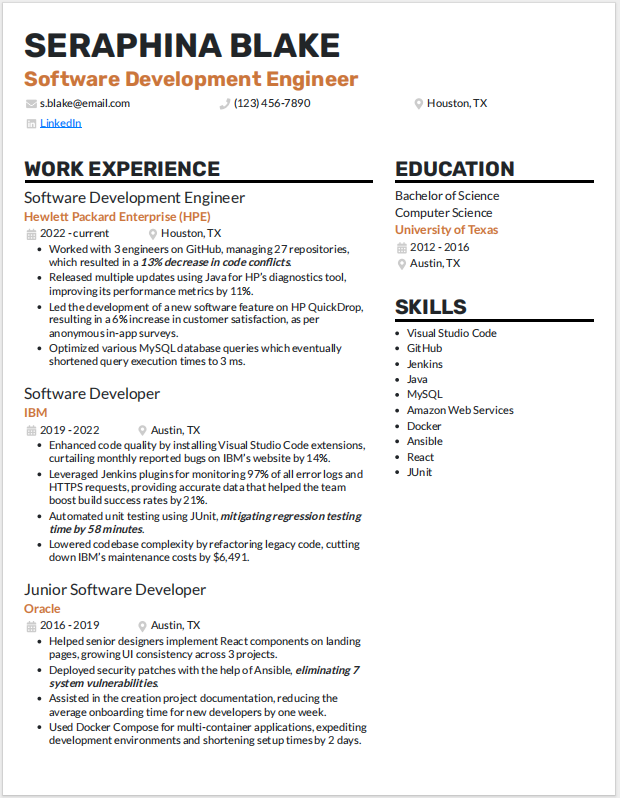 SERAPHINA BLAKE
Software Development Engineer
s.blake@email.com (123) 456-7890 Houston, TX
LinkedIn
WORK EXPERIENCE
Software Development Engineer
Hewlett Packard Enterprise (HPE)
2022 - current Houston, TX
• Worked with 3 engineers on GitHub, managing 27 repositories,
which resulted in a 13% decrease in code conflicts.
• Released multiple updates using Java for HP's diagnostics tool,
improving its performance metrics by 11%.
• Led the development of a new software feature on HP QuickDrop,
resulting in a 6% increase in customer satisfaction, as per
anonymous in-app surveys.
• Optimized various MySQL database queries which eventually
shortened query execution times to 3 ms.
Software Developer
IBM
2019 - 2022 Austin, TX
• Enhanced code quality by installing Visual Studio Code extensions,
curtailing monthly reported bugs on IBM's website by 14%.
• Leveraged Jenkins plugins for monitoring 97% of all error logs and
HTTPS requests, providing accurate data that helped the team
boost build success rates by 21%.
• Automated unit testing using JUnit, mitigating regression testing
time by 58 minutes.
• Lowered codebase complexity by refactoring legacy code, cutting
down IBM's maintenance costs by $6,491.
Junior Software Developer
Oracle
2016 - 2019 Austin, TX
• Helped senior designers implement React components on landing
pages, growing UI consistency across 3 projects.
• Deployed security patches with the help of Ansible, eliminating 7
system vulnerabilities.
• Assisted in the creation project documentation, reducing the
average onboarding time for new developers by one week.
• Used Docker Compose for multi-container applications, expediting
development environments and shortening setup times by 2 days.
EDUCATION
Bachelor of Science
Computer Science
University of Texas
2012 - 2016
Austin, TX
SKILLS
• Visual Studio Code
• GitHub
• Jenkins
• Java
• MySQL
• Amazon Web Services
• Docker
• Ansible
• React
• JUnit